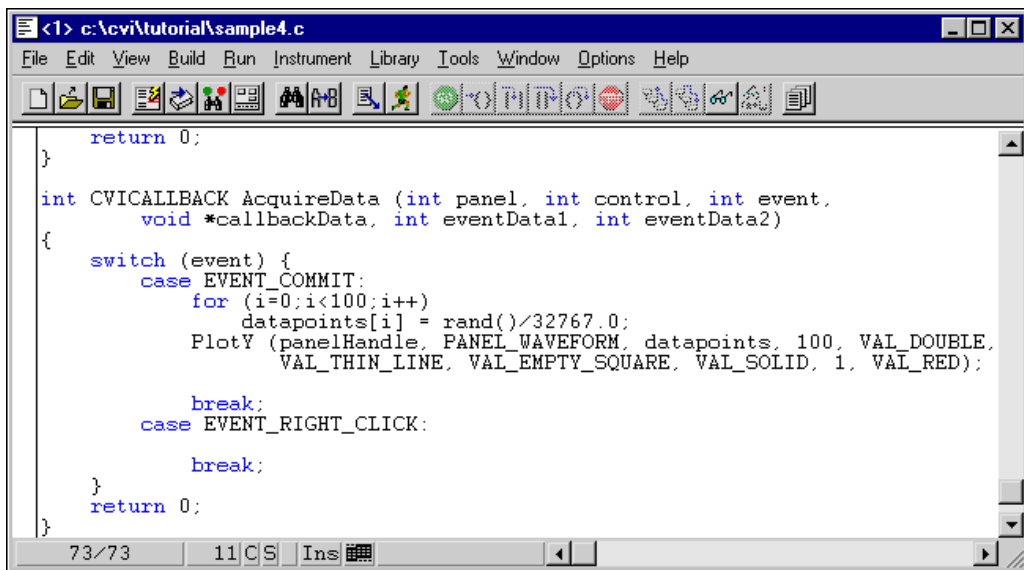 <1> c:\cvi\tutorial\sample4.c
File Edit View Build Run Instrument Library Tools Window Options Help
return 0;
}
int CVICALLBACK AcquireData (int panel, int control, int event,
void *callbackData, int eventData1, int eventData2)
{
switch (event) {
case EVENT_COMMIT:
for (i=0;i<100;i++)
datapoints[i] = rand()/32767.0;
PlotY (panelHandle, PANEL_WAVEFORM, datapoints, 100, VAL_DOUBLE,
VAL_THIN_LINE, VAL_EMPTY_SQUARE, VAL_SOLID, 1, VAL_RED);
break;
case EVENT_RIGHT_CLICK:
break;
}
return 0;
}
73/73 11 C S Ins